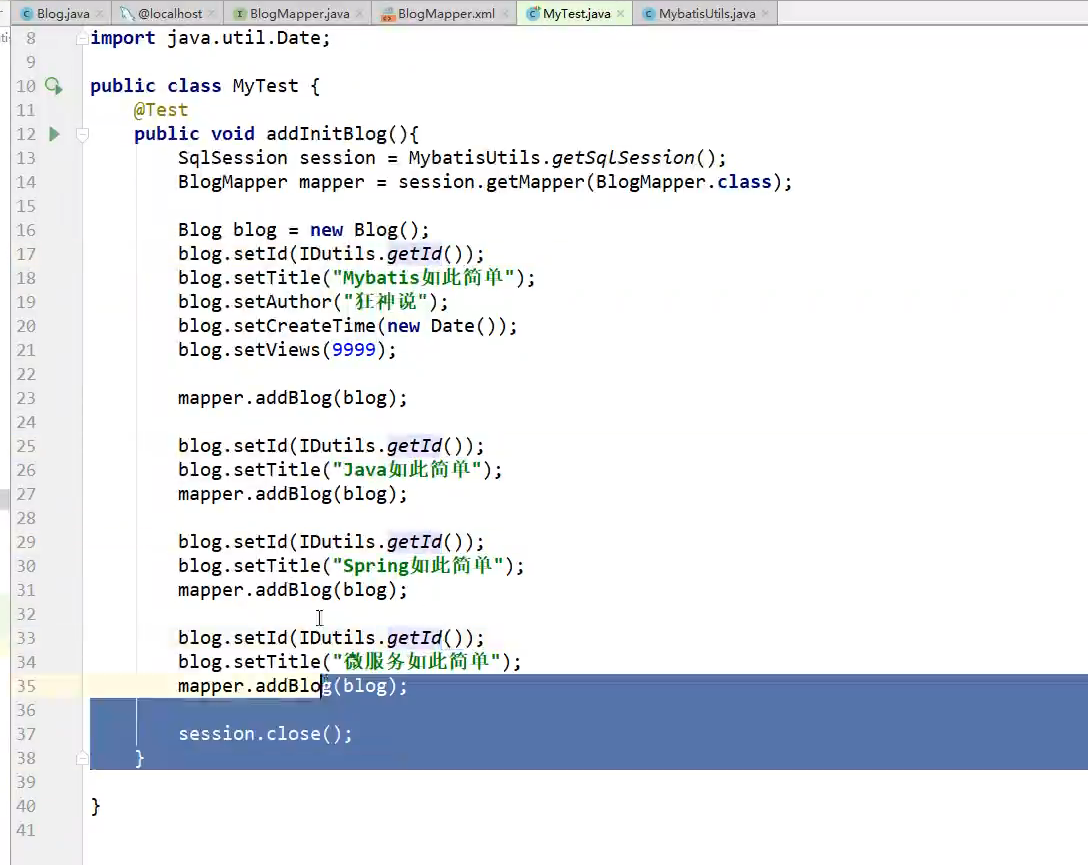 Blog.java @localhost BlogMapper.java BlogMapper.xml MyTest.java MybatisUtils.java
8 import java.util.Date;
9
10 public class MyTest {
11 @Test
12 public void addInitBlog(){
13 SqlSession session = MybatisUtils.getSqlSession();
14 BlogMapper mapper = session.getMapper(BlogMapper.class);
15
16 Blog blog = new Blog();
17 blog.setId(IDutils.getId());
18 blog.setTitle("Mybatis如此简单");
19 blog.setAuthor("狂神说");
20 blog.setCreateTime(new Date());
21 blog.setViews(9999);
22
23 mapper.addBlog(blog);
24
25 blog.setId(IDutils.getId());
26 blog.setTitle("Java如此简单");
27 mapper.addBlog(blog);
28
29 blog.setId(IDutils.getId());
30 blog.setTitle("Spring如此简单");
31 mapper.addBlog(blog);
32
33 blog.setId(IDutils.getId());
34 blog.setTitle("微服务如此简单");
35 mapper.addBlog(blog);
36
37 session.close();
38 }
39
40 }
41